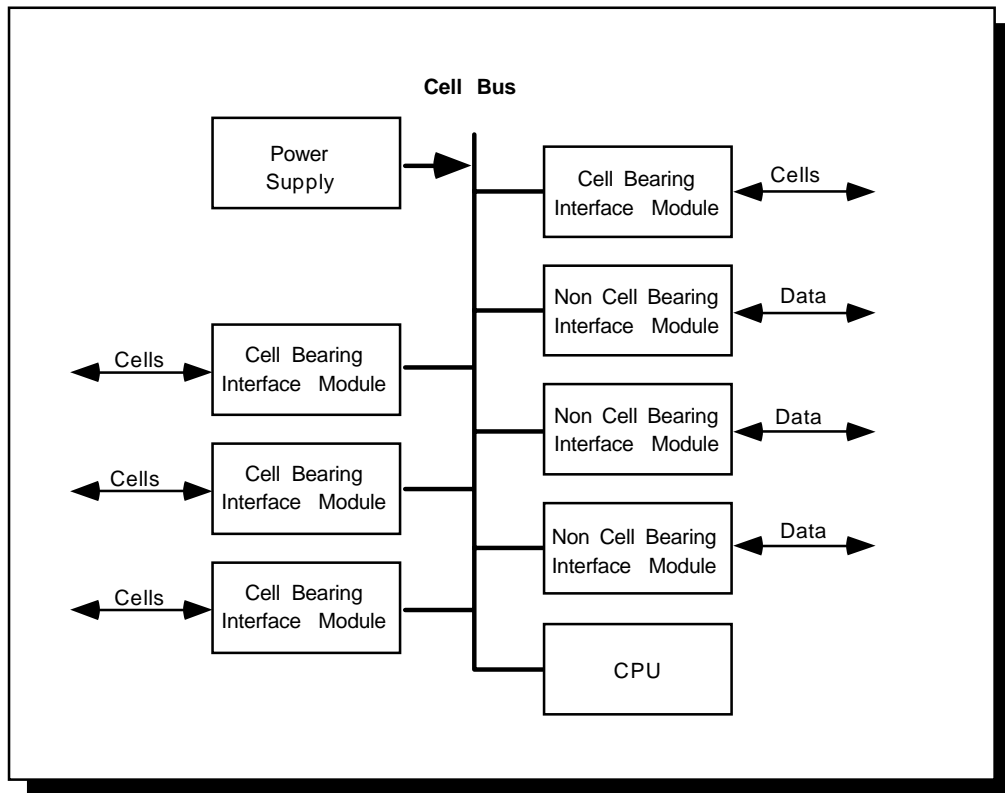 Cell Bus
Power
Supply
Cell Bearing
Interface Module
Cells
Non Cell Bearing
Interface Module
Data
Cells
Cell Bearing
Interface Module
Non Cell Bearing
Interface Module
Data
Cells
Cell Bearing
Interface Module
Non Cell Bearing
Interface Module
Data
Cells
Cell Bearing
Interface Module
CPU